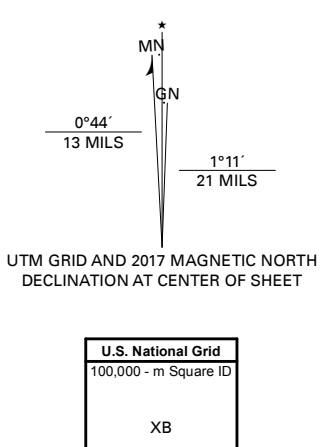 ★
MN
GN
0°44´
13 MILS
1°11´
21 MILS
UTM GRID AND 2017 MAGNETIC NORTH
DECLINATION AT CENTER OF SHEET
U.S. National Grid
100,000 - m Square ID
XB